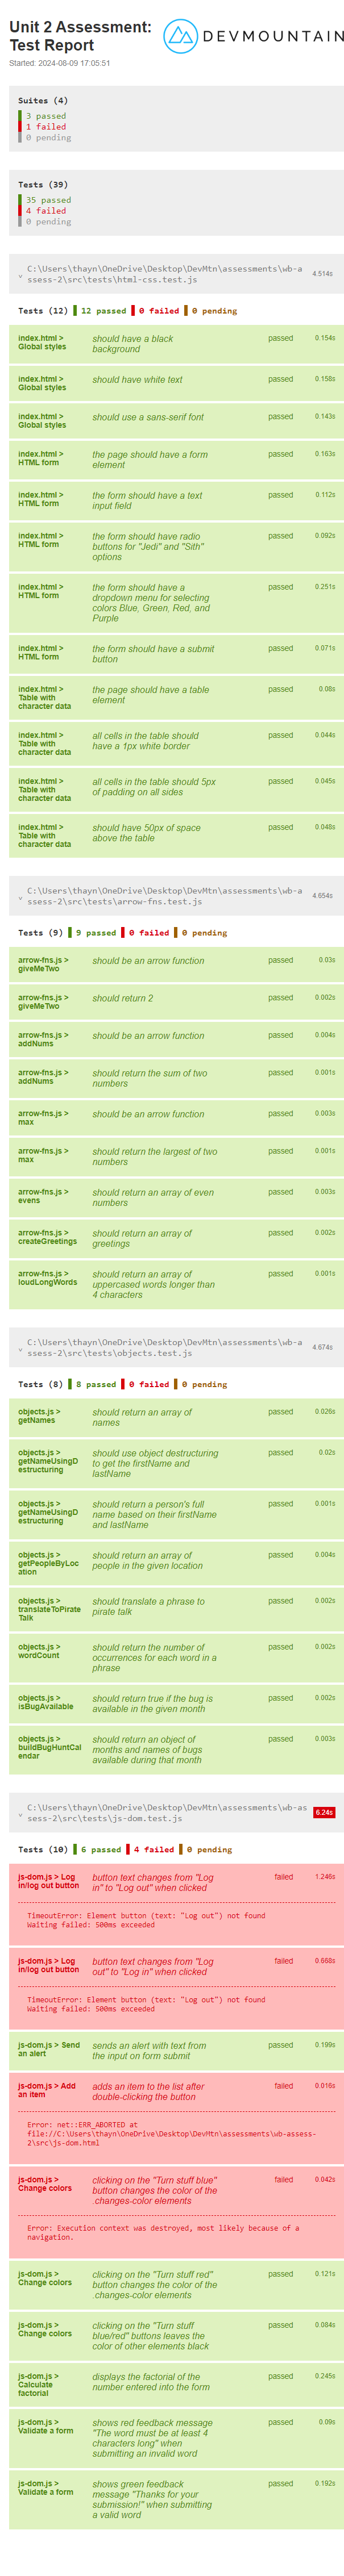 Unit 2 Assessment:
Test Report
DEVMOUNTAIN
Started: 2024-08-09 17:05:51
Suites (4)
3 passed
1 failed
0 pending
Tests (39)
35 passed
4 failed
0 pending
C:\Users\thayn\OneDrive\Desktop\DevMtn\assessments\wb-a
ssess-2\src\tests\html-css.test.js
4.514s
Tests (12) 12 passed 0 failed 0 pending
index.html > should have a black passed 0.154s
Global styles background
index.html > should have white text passed 0.158s
Global styles
index.html > should use a sans-serif font passed 0.143s
Global styles
index.html > the page should have a form passed 0.163s
HTML form element
index.html > the form should have a text passed 0.112s
HTML form input field
index.html > the form should have radio passed 0.092s
HTML form buttons for "Jedi" and "Sith"
options
index.html > the form should have a passed 0.251s
HTML form dropdown menu for selecting
colors Blue, Green, Red, and
Purple
index.html > the form should have a submit passed 0.071s
HTML form button
index.html > the page should have a table passed 0.08s
Table with element
character data
index.html > all cells in the table should passed 0.044s
Table with have a 1px white border
character data
index.html > all cells in the table should 5px passed 0.045s
Table with of padding on all sides
character data
index.html > should have 50px of space passed 0.048s
Table with above the table
character data
C:\Users\thayn\OneDrive\Desktop\DevMtn\assessments\wb-a
ssess-2\src\tests\arrow-fns.test.js
4.654s
Tests (9) 9 passed 0 failed 0 pending
arrow-fns.js > should be an arrow function passed 0.03s
giveMeTwo
arrow-fns.js > should return 2 passed 0.002s
giveMeTwo
arrow-fns.js > should be an arrow function passed 0.004s
addNums
arrow-fns.js > should return the sum of two passed 0.001s
addNums numbers
arrow-fns.js > should be an arrow function passed 0.003s
max
arrow-fns.js > should return the largest of two passed 0.001s
max numbers
arrow-fns.js > should return an array of even passed 0.003s
evens numbers
arrow-fns.js > should return an array of passed 0.002s
createGreetings greetings
arrow-fns.js > should return an array of passed 0.001s
loudLongWords uppercased words longer than
4 characters
C:\Users\thayn\OneDrive\Desktop\DevMtn\assessments\wb-a
ssess-2\src\tests\objects.test.js
4.674s
Tests (8) 8 passed 0 failed 0 pending
objects.js > should return an array of passed 0.026s
getNames names
objects.js > should use object destructuring passed 0.02s
getNameUsingD to get the firstName and
estructuring lastName
objects.js > should return a person's full passed 0.001s
getNameUsingD name based on their firstName
estructuring and lastName
objects.js > should return an array of passed 0.004s
getPeopleByLoc people in the given location
ation
objects.js > should translate a phrase to passed 0.002s
translateToPirate pirate talk
Talk
objects.js > should return the number of passed 0.002s
wordCount occurrences for each word in a
phrase
objects.js > should return true if the bug is passed 0.002s
isBugAvailable available in the given month
objects.js > should return an object of passed 0.003s
buildBugHuntCal months and names of bugs
endar available during that month
C:\Users\thayn\OneDrive\Desktop\DevMtn\assessments\wb-as
sess-2\src\tests\js-dom.test.js
6.24s
Tests (10) 6 passed 4 failed 0 pending
js-dom.js > Log button text changes from "Log failed 1.246s
in/log out button in" to "Log out" when clicked
TimeoutError: Element button (text: "Log out") not found
Waiting failed: 500ms exceeded
js-dom.js > Log button text changes from "Log failed 0.668s
in/log out button out" to "Log in" when clicked
TimeoutError: Element button (text: "Log out") not found
Waiting failed: 500ms exceeded
js-dom.js > Send sends an alert with text from passed 0.199s
an alert the input on form submit
js-dom.js > Add adds an item to the list after failed 0.016s
an item double-clicking the button
Error: net::ERR_ABORTED at
file://C:\Users\thayn\OneDrive\Desktop\DevMtn\assessments\wb-assess-
2\src\js-dom.html
js-dom.js > clicking on the "Turn stuff blue" failed 0.042s
Change colors button changes the color of the
.changes-color elements
Error: Execution context was destroyed, most likely because of a
navigation.
js-dom.js > clicking on the "Turn stuff red" passed 0.121s
Change colors button changes the color of the
.changes-color elements
js-dom.js > clicking on the "Turn stuff passed 0.084s
Change colors blue/red" buttons leaves the
color of other elements black
js-dom.js > displays the factorial of the passed 0.245s
Calculate number entered into the form
factorial
js-dom.js > shows red feedback message passed 0.09s
Validate a form "The word must be at least 4
characters long" when
submitting an invalid word
js-dom.js > shows green feedback passed 0.192s
Validate a form message "Thanks for your
submission!" when submitting
a valid word